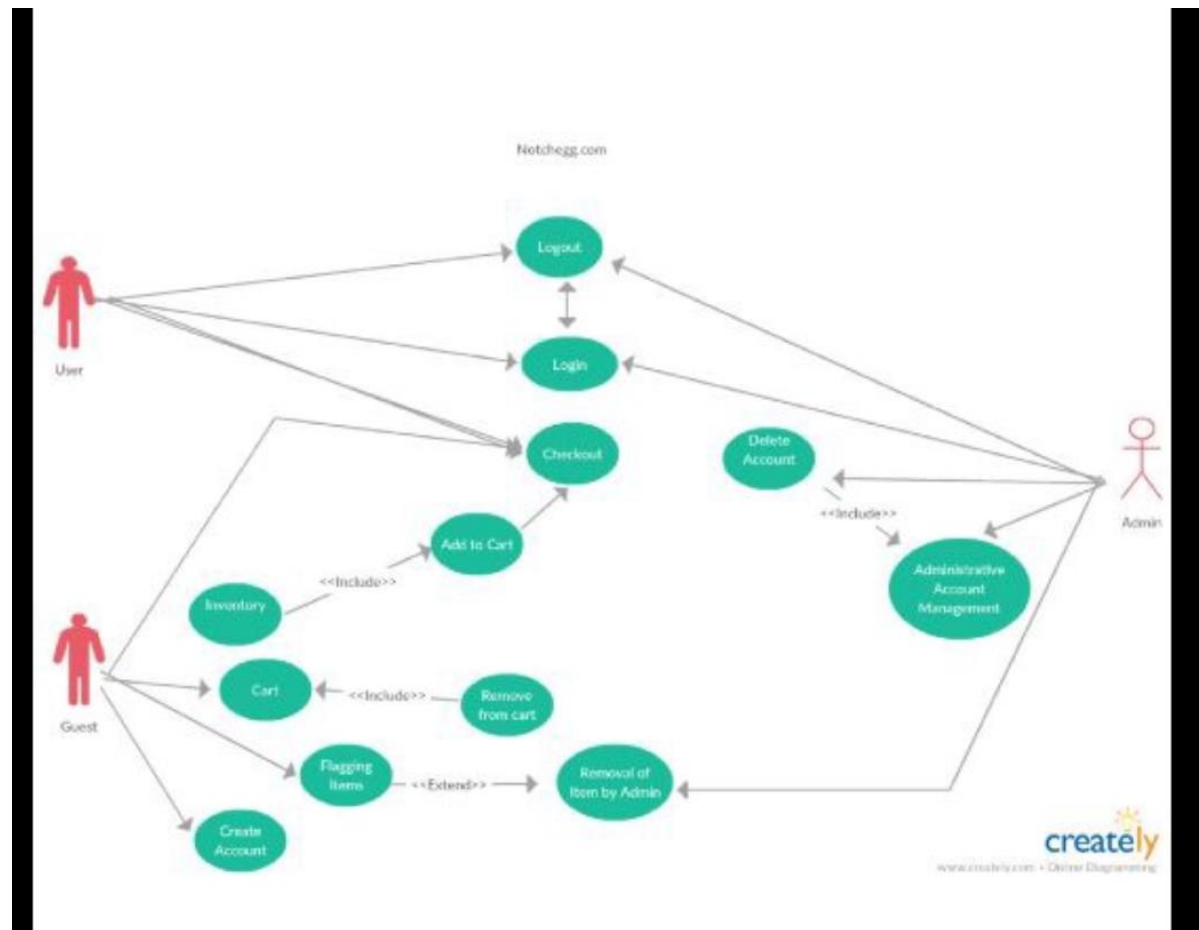 Notchegg.com
Logout
User
Login
Checkout
Delete
Account
<<Include>>
Admin
Add to Cart
<<Include>>
Administrative
Account
Management
Inventory
Cart
<<Include>>
Remove
from cart
Guest
Flagging
Items
<<Extend>>
Removal of
Item by Admin
Create
Account
creately
www.creately.com • Online Diagramming